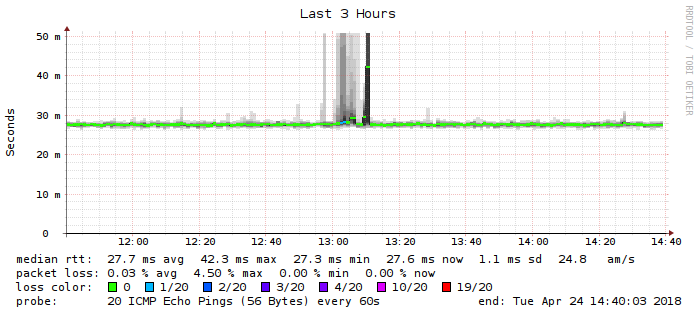 Last 3 Hours
RRDTOOL / TOBI OETIKER
Seconds
50 m
40 m
30 m
20 m
10 m
0
12:00 12:20 12:40 13:00 13:20 13:40 14:00 14:20 14:40
median rtt: 27.7 ms avg 42.3 ms max 27.3 ms min 27.6 ms now 1.1 ms sd 24.8 am/s
packet loss: 0.03 % avg 4.50 % max 0.00 % min 0.00 % now
loss color: 0 1/20 2/20 3/20 4/20 10/20 19/20
probe: 20 ICMP Echo Pings (56 Bytes) every 60s end: Tue Apr 24 14:40:03 2018